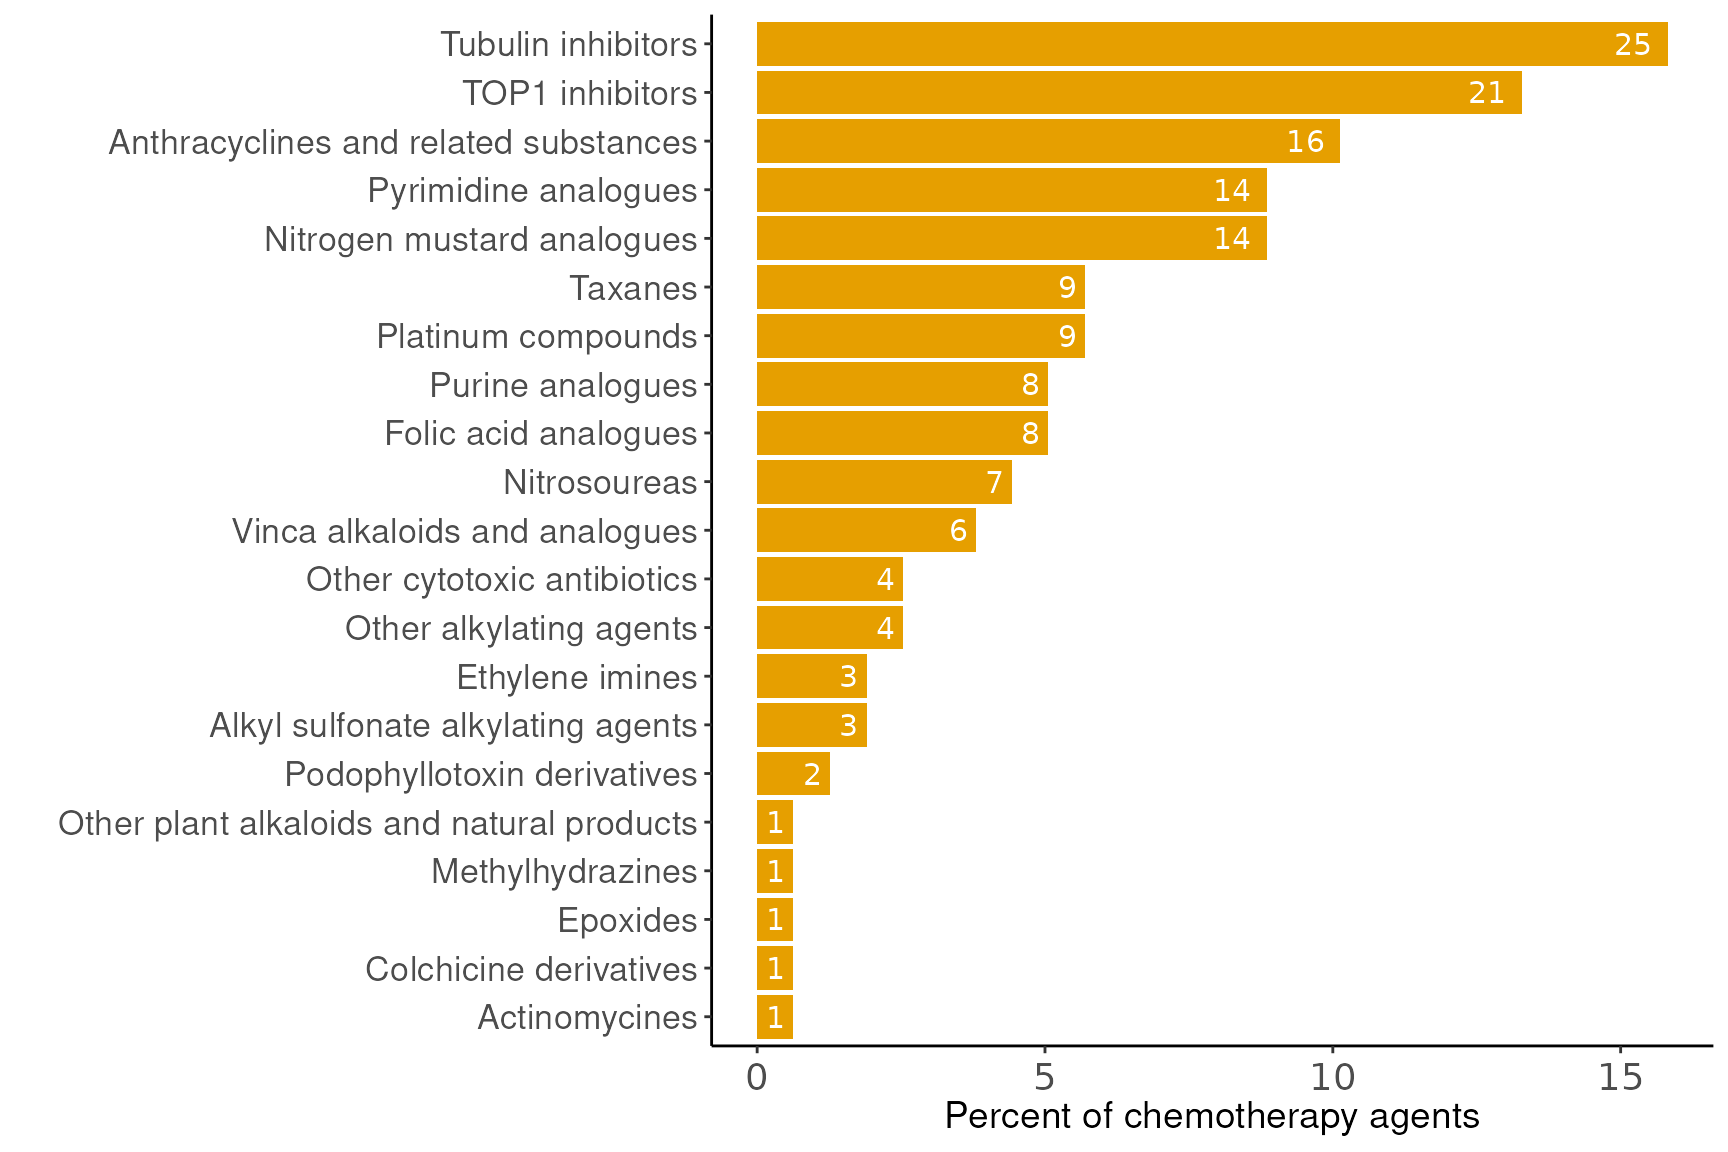 Tubulin inhibitors 25
TOP1 inhibitors 21
Anthracyclines and related substances 16
Pyrimidine analogues 14
Nitrogen mustard analogues 14
Taxanes 9
Platinum compounds 9
Purine analogues 8
Folic acid analogues 8
Nitrosoureas 7
Vinca alkaloids and analogues 6
Other cytotoxic antibiotics 4
Other alkylating agents 4
Ethylene imines 3
Alkyl sulfonate alkylating agents 3
Podophyllotoxin derivatives 2
Other plant alkaloids and natural products 1
Methylhydrazines 1
Epoxides 1
Colchicine derivatives 1
Actinomycines 1
0 5 10 15
Percent of chemotherapy agents